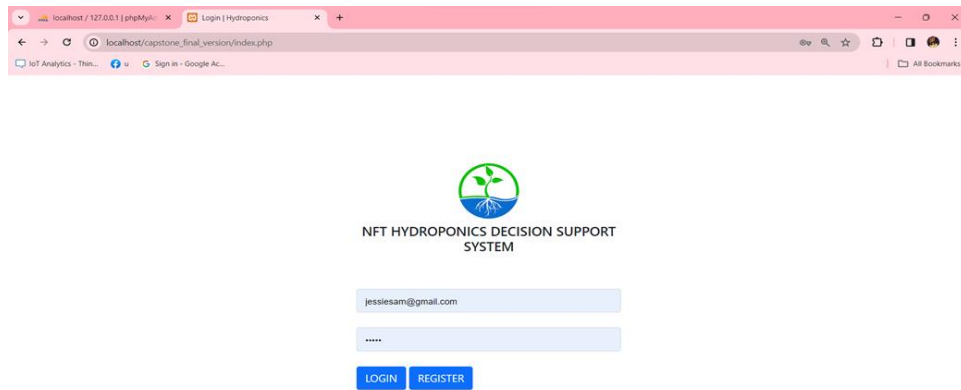 localhost / 127.0.0.1 | phpMyAd
Login | Hydroponics
localhost/capstone_final_version/index.php
IoT Analytics - Thin...
u
Sign in - Google Ac...
All Bookmarks
NFT HYDROPONICS DECISION SUPPORT
SYSTEM
jessiesam@gmail.com
•••••
LOGIN REGISTER